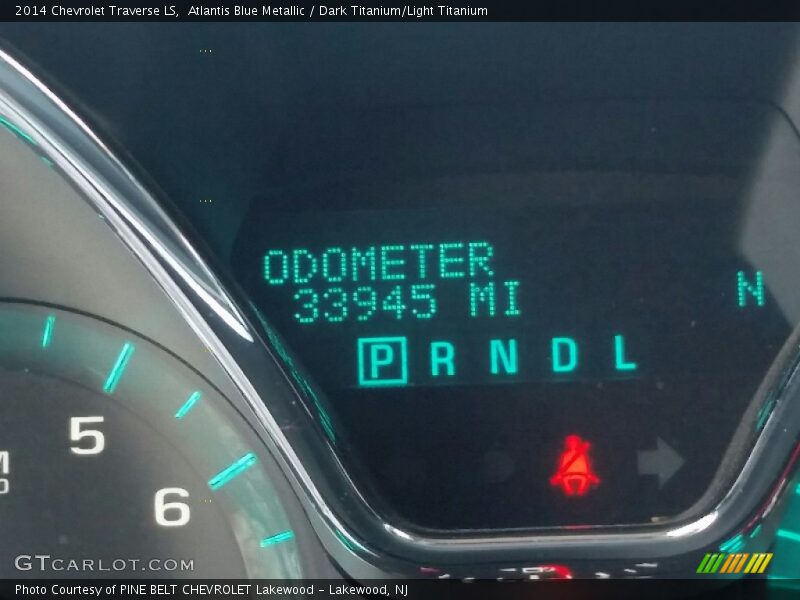 2014 Chevrolet Traverse LS,  Atlantis Blue Metallic / Dark Titanium/Light Titanium
ODOMETER
33945 MI
N
P R N D L
5
6
GTCARLOT.COM
Photo Courtesy of PINE BELT CHEVROLET Lakewood - Lakewood, NJ